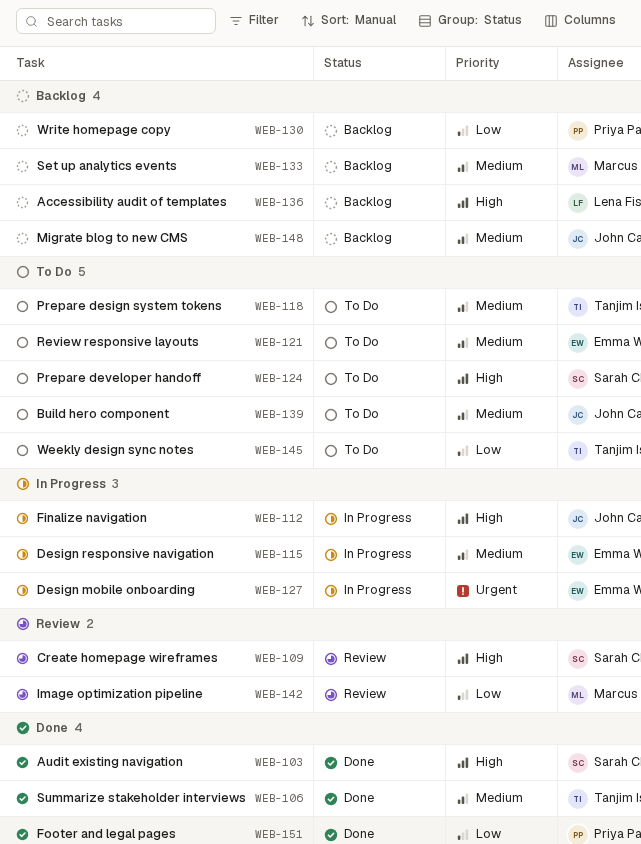 Search tasks Filter Sort: Manual Group: Status Columns
Task Status Priority Assignee
Backlog 4
Write homepage copy WEB-130 Backlog Low PP Priya Pa
Set up analytics events WEB-133 Backlog Medium ML Marcus
Accessibility audit of templates WEB-136 Backlog High LF Lena Fis
Migrate blog to new CMS WEB-148 Backlog Medium JC John Ca
To Do 5
Prepare design system tokens WEB-118 To Do Medium TI Tanjim Is
Review responsive layouts WEB-121 To Do Medium EW Emma W
Prepare developer handoff WEB-124 To Do High SC Sarah C
Build hero component WEB-139 To Do Medium JC John Ca
Weekly design sync notes WEB-145 To Do Low TI Tanjim Is
In Progress 3
Finalize navigation WEB-112 In Progress High JC John Ca
Design responsive navigation WEB-115 In Progress Medium EW Emma W
Design mobile onboarding WEB-127 In Progress Urgent EW Emma W
Review 2
Create homepage wireframes WEB-109 Review High SC Sarah C
Image optimization pipeline WEB-142 Review Low ML Marcus
Done 4
Audit existing navigation WEB-103 Done High SC Sarah C
Summarize stakeholder interviews WEB-106 Done Medium TI Tanjim Is
Footer and legal pages WEB-151 Done Low PP Priya Pa